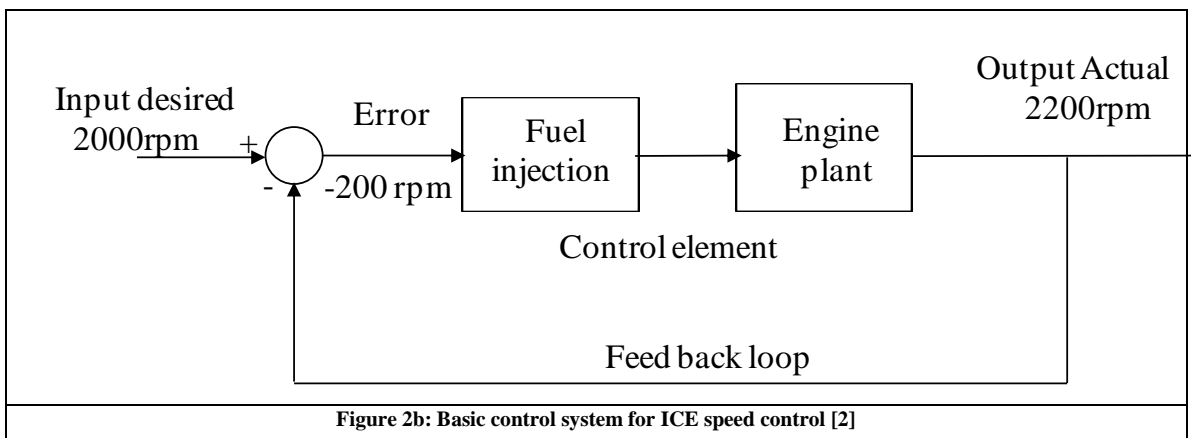 Input desired
2000rpm
+
-
Error
-200 rpm
Fuel
injection
Engine
plant
Output Actual
2200rpm
Control element
Feed back loop
Figure 2b: Basic control system for ICE speed control [2]